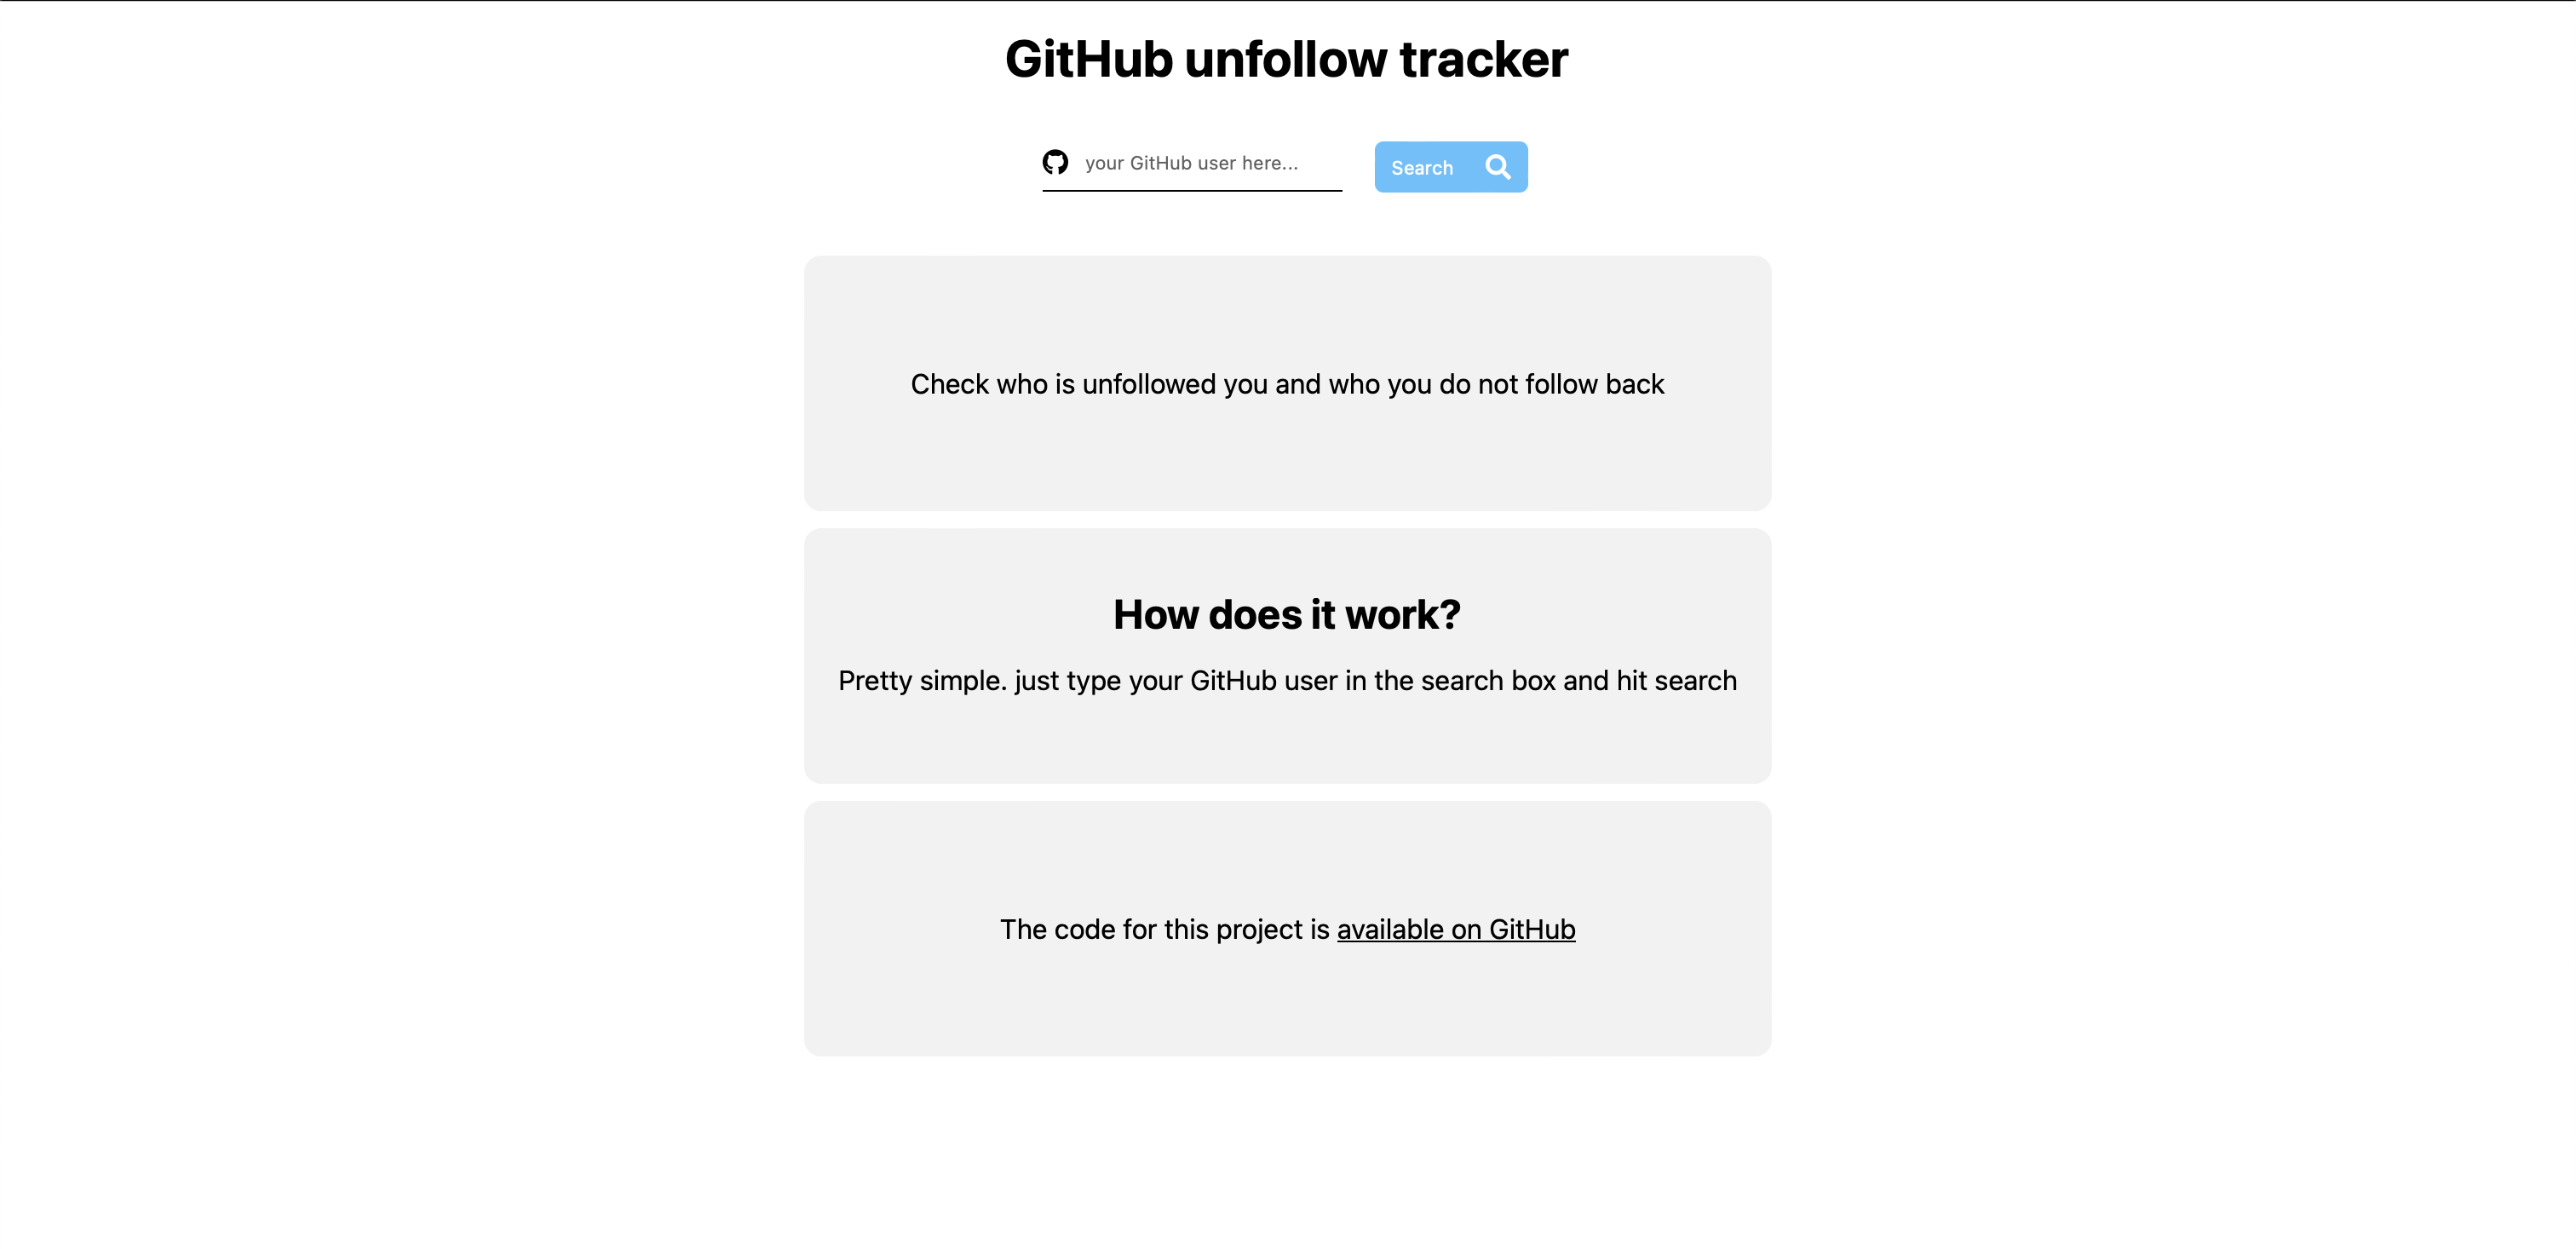 GitHub unfollow tracker
your GitHub user here...
Search
Check who is unfollowed you and who you do not follow back
How does it work?
Pretty simple. just type your GitHub user in the search box and hit search
The code for this project is available on GitHub